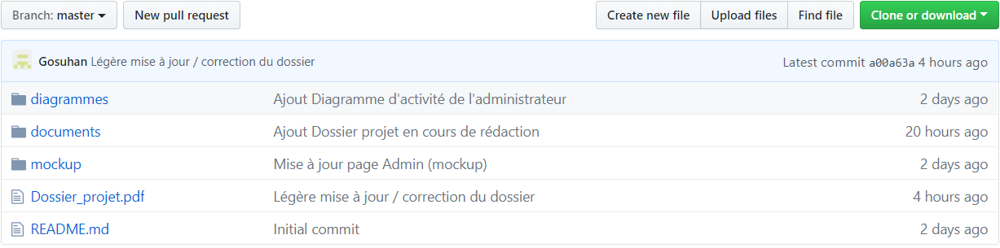 Branch: master New pull request Create new file Upload files Find file Clone or download
Gosuhan Légère mise à jour / correction du dossier Latest commit a00a63a 4 hours ago
diagrammes Ajout Diagramme d'activité de l'administrateur 2 days ago
documents Ajout Dossier projet en cours de rédaction 20 hours ago
mockup Mise à jour page Admin (mockup) 2 days ago
Dossier_projet.pdf Légère mise à jour / correction du dossier 4 hours ago
README.md Initial commit 2 days ago